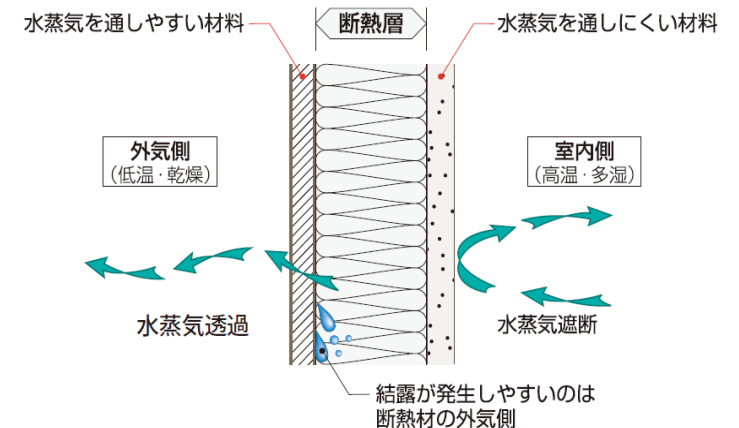 水蒸気を通しやすい材料
断熱層
水蒸気を通しにくい材料
外気側
(低温・乾燥)
室内側
(高温・多湿)
水蒸気透過
水蒸気遮断
結露が発生しやすいのは
断熱材の外気側